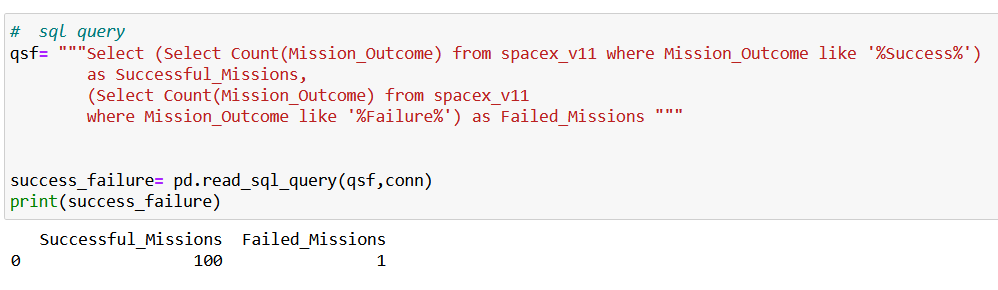 #  sql query
qsf= """Select (Select Count(Mission_Outcome) from spacex_v11 where Mission_Outcome like '%Success%')
        as Successful_Missions,
        (Select Count(Mission_Outcome) from spacex_v11
        where Mission_Outcome like '%Failure%') as Failed_Missions """
success_failure= pd.read_sql_query(qsf,conn)
print(success_failure)
   Successful_Missions  Failed_Missions
0                  100                1